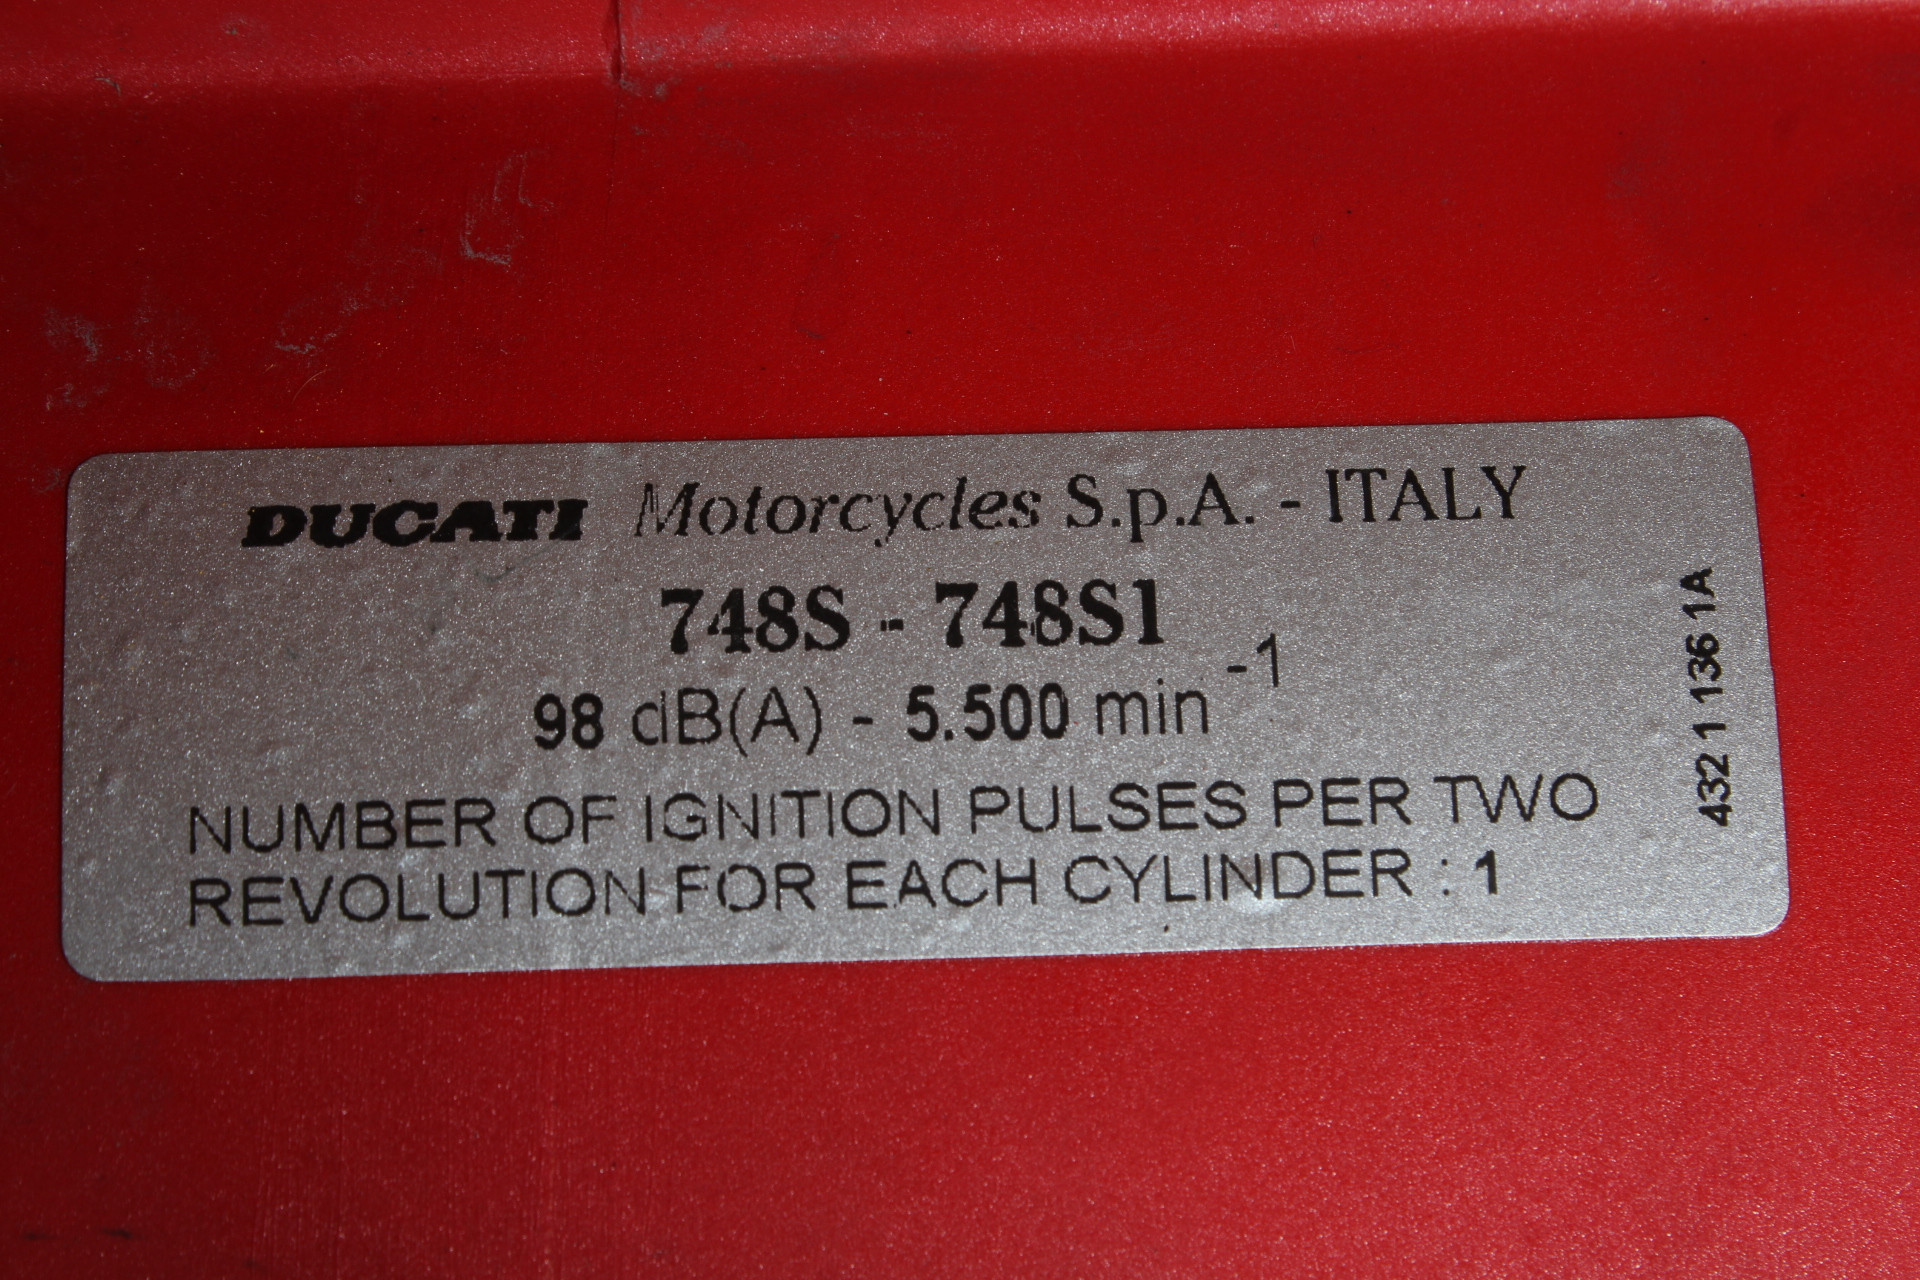 DUCATI Motorcycles S.p.A. - ITALY
748S - 748S1
98 dB(A) - 5.500 min -1
NUMBER OF IGNITION PULSES PER TWO
REVOLUTION FOR EACH CYLINDER : 1
432 1 136 1A